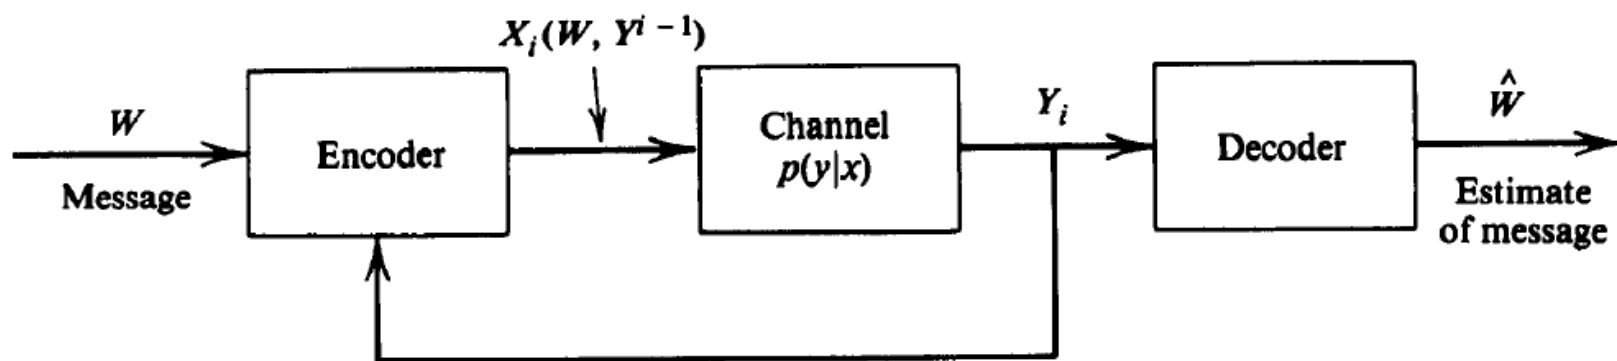 X_i(W, Y^{i – 1})
W
Message
Encoder
Channel
p(y|x)
Y_i
Decoder
Ŵ
Estimate
of message